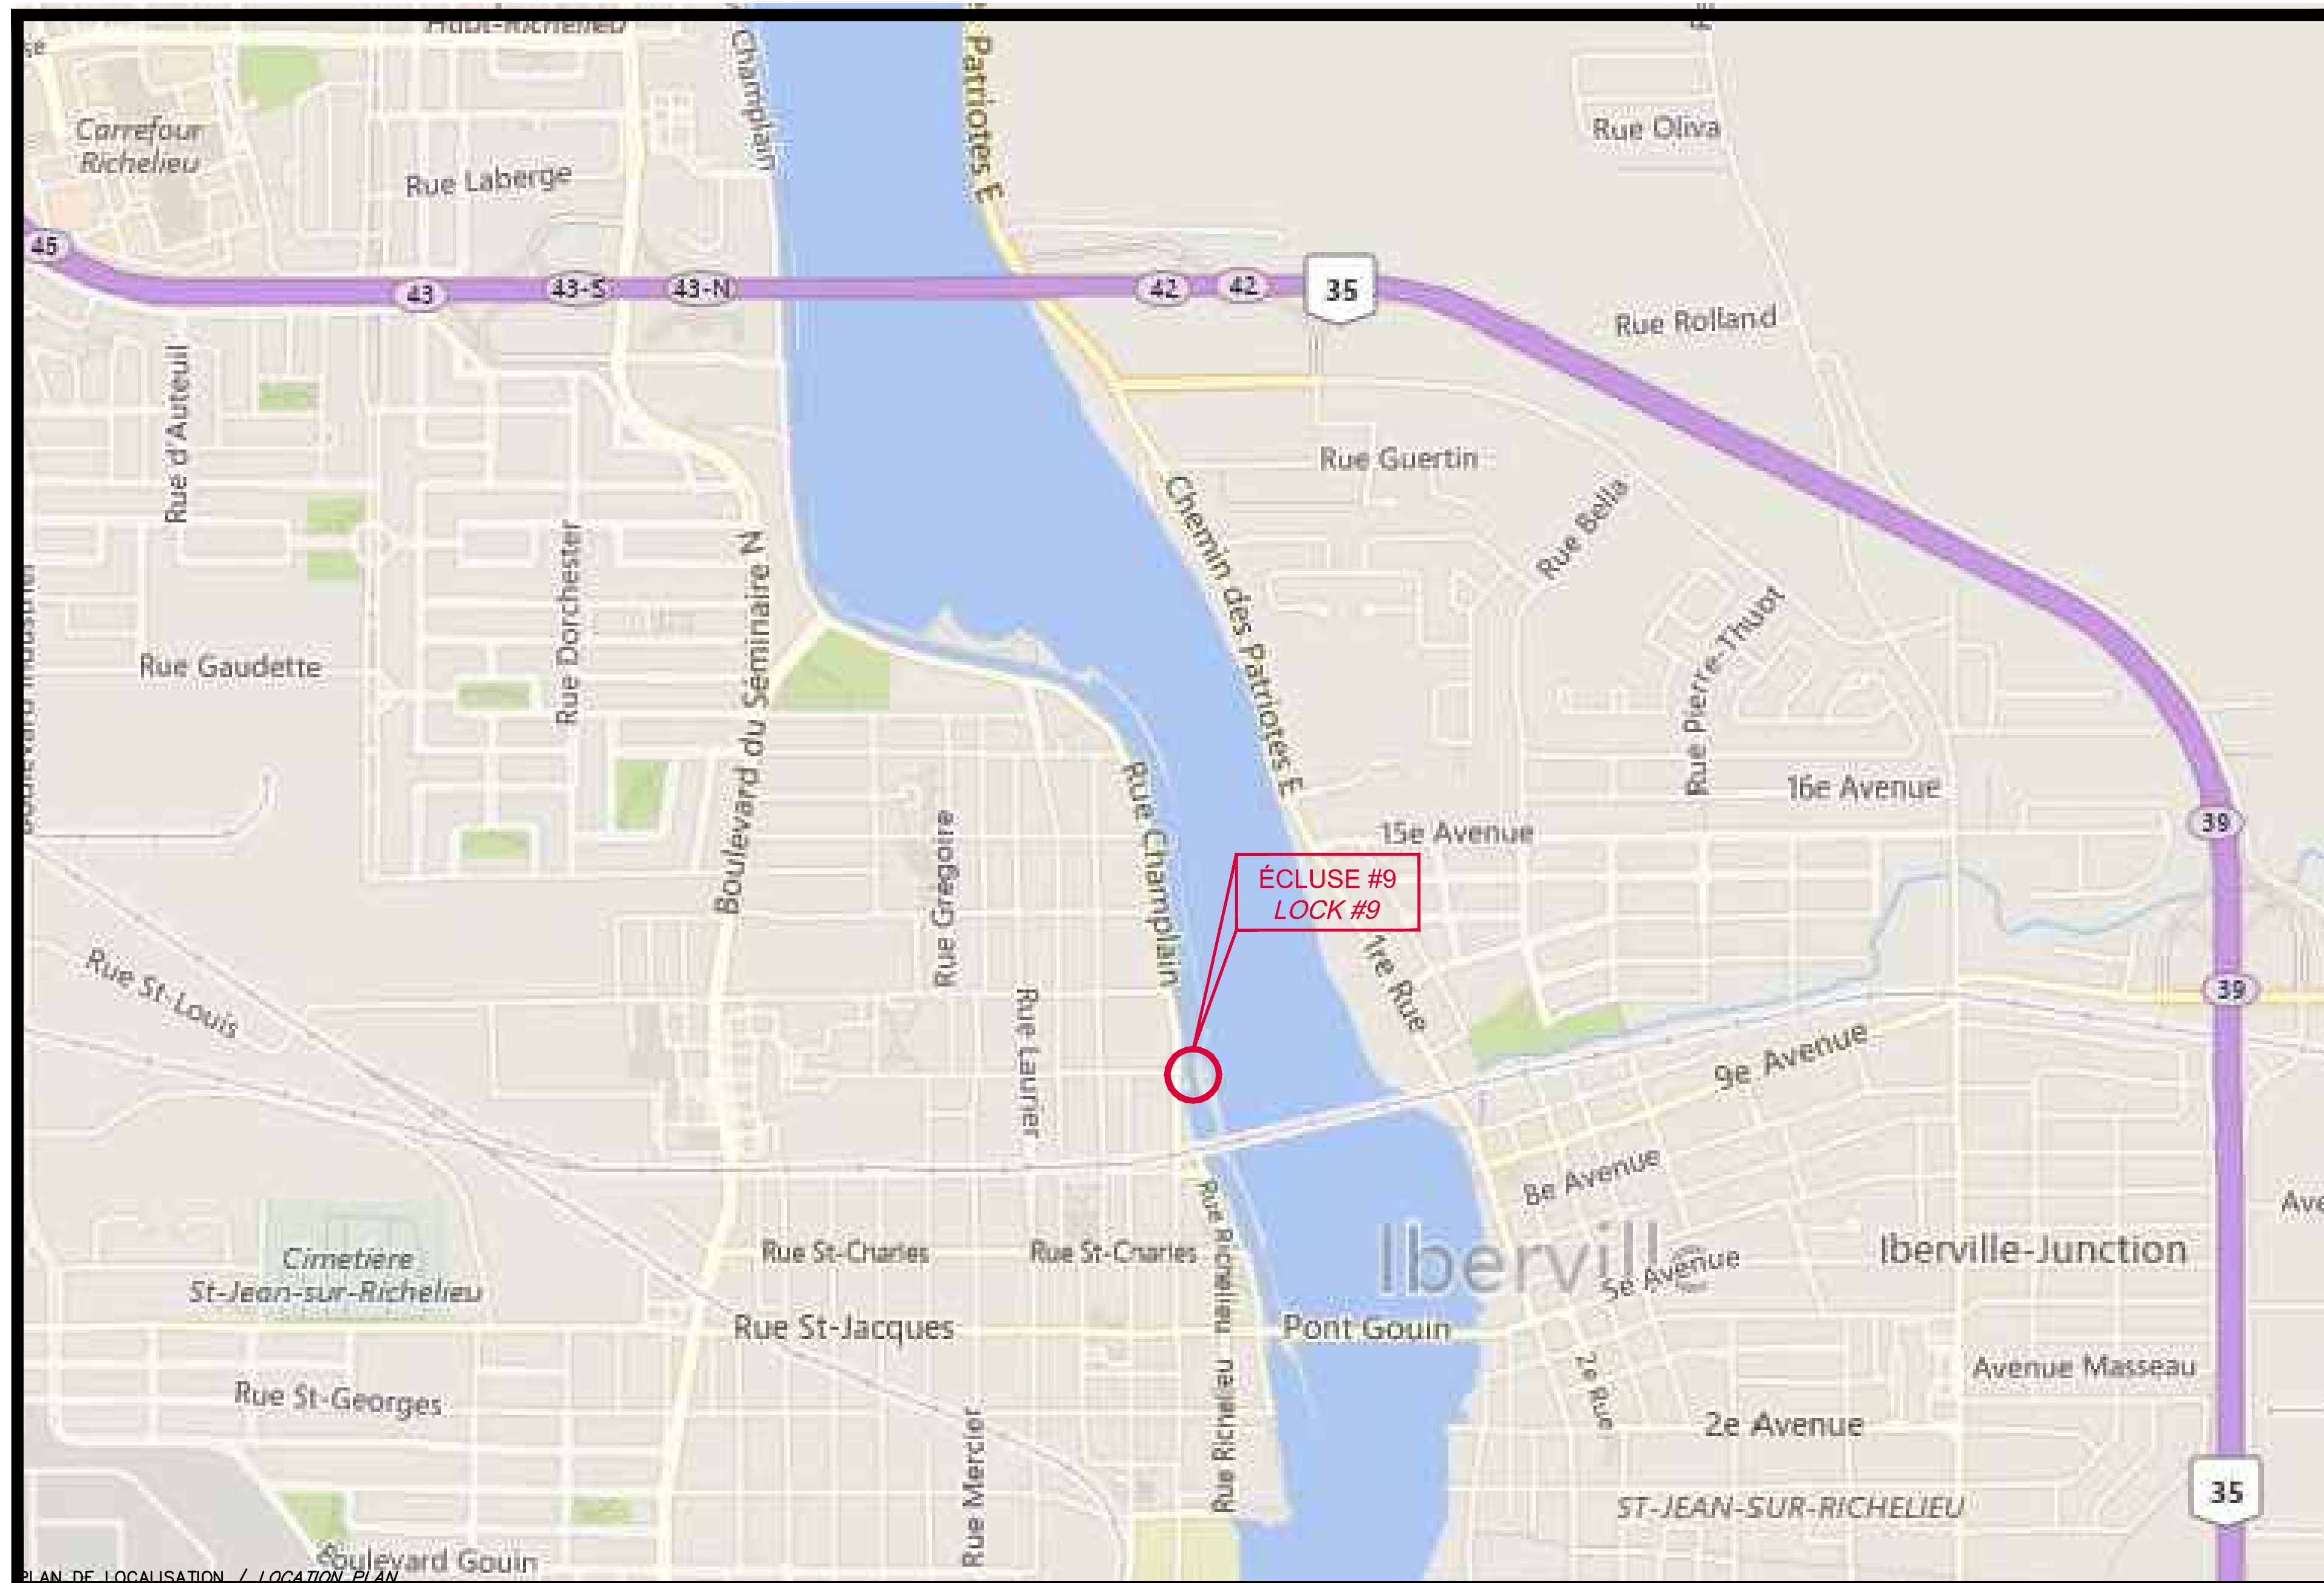 Haut-Richelieu
Champlain
Patriotes E
Carrefour
Richelieu
Rue Laberge
Rue Oliva
45
43
43-S
43-N
42
42
35
Rue Rolland
Rue d'Auteuil
Rue Guertin
Rue Bella
Chemin des Patriotes E
Rue Dorchester
Boulevard du Séminaire N
Rue Pierre-Thuot
Rue Gaudette
16e Avenue
Rue Champlain
15e Avenue
39
Rue Grégoire
ÉCLUSE #9
LOCK #9
1re Rue
Rue St-Louis
Rue Laurier
39
9e Avenue
8e Avenue
Rue Richelieu
Cimetière
St-Jean-sur-Richelieu
Rue St-Charles
Rue St-Charles
Iberville
5e Avenue
Iberville-Junction
Ave
Rue St-Jacques
Pont Gouin
Rue St-Georges
Rue Richelieu
2e Rue
Avenue Masseau
2e Avenue
Rue Mercier
35
ST-JEAN-SUR-RICHELIEU
Boulevard Gouin
PLAN DE LOCALISATION / LOCATION PLAN